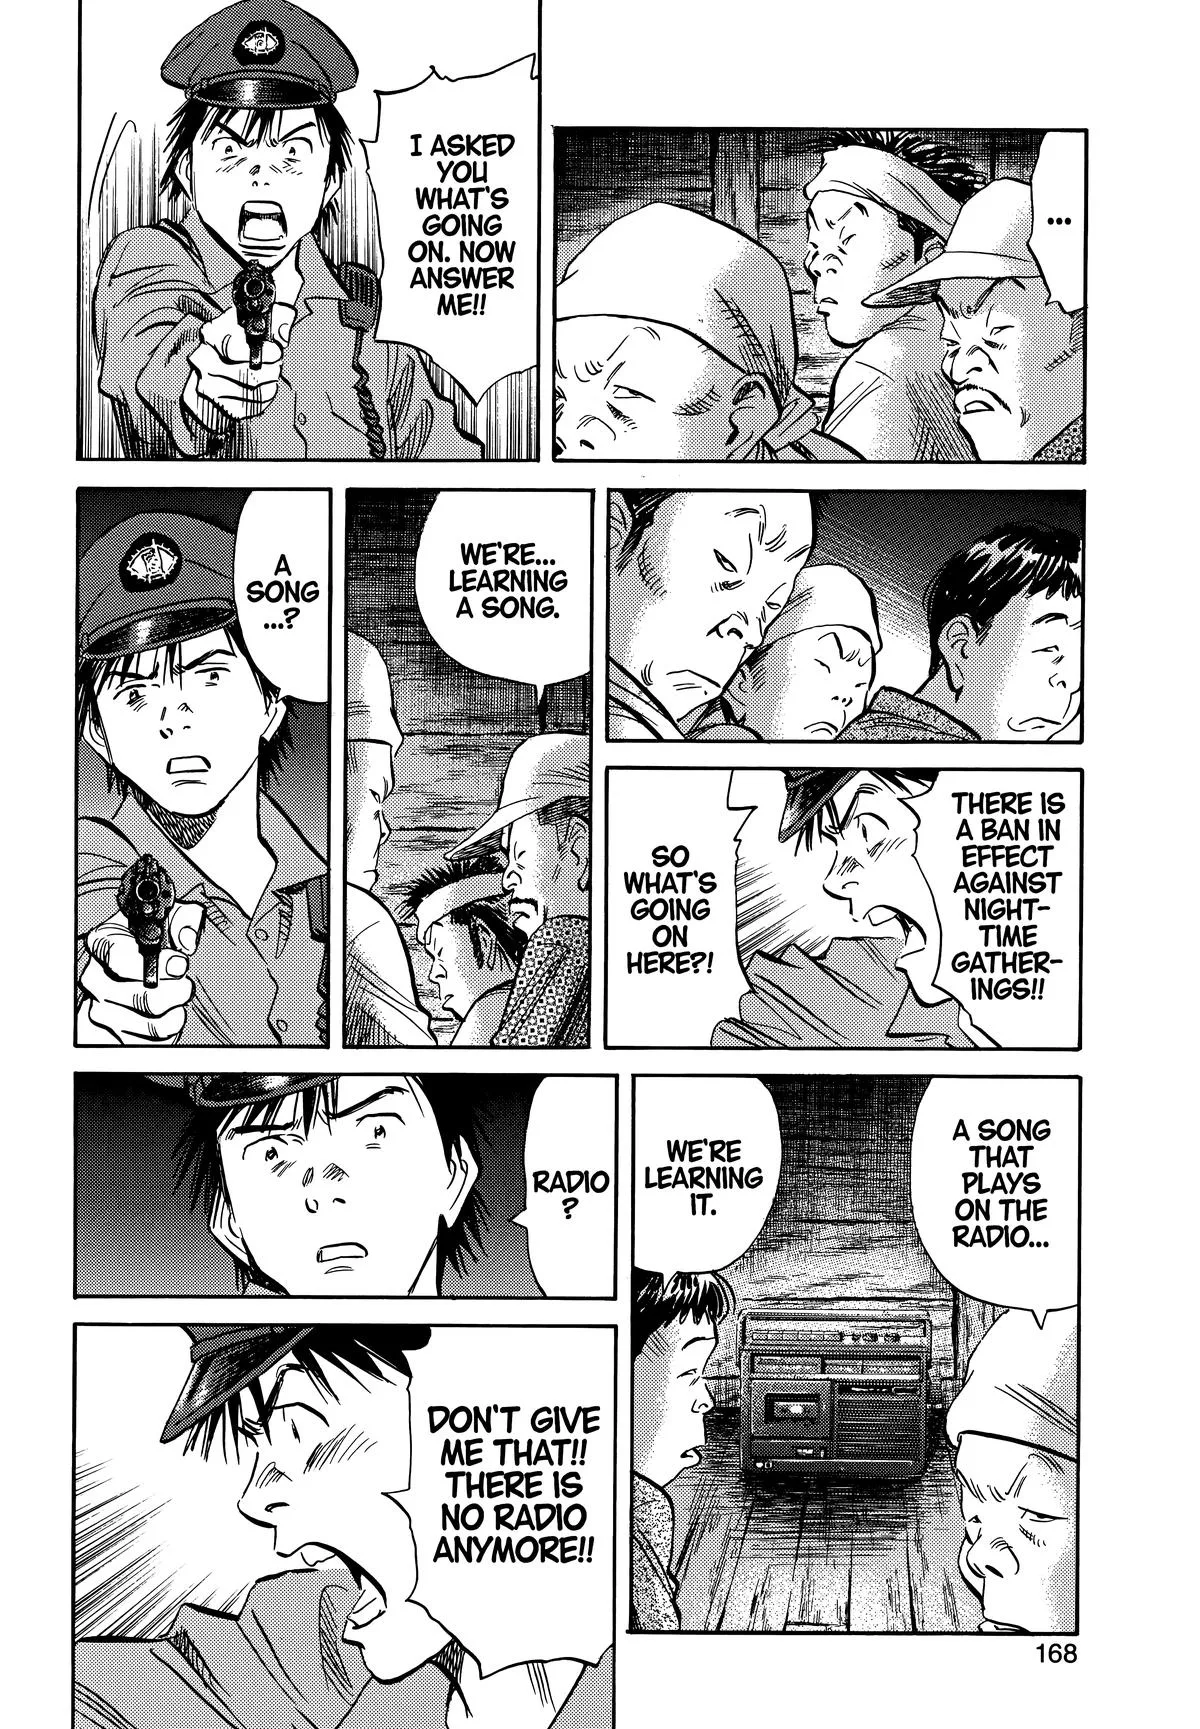 ...
I ASKED
YOU
WHAT'S
GOING
ON. NOW
ANSWER
ME!!
THERE IS
A BAN IN
EFFECT
AGAINST
NIGHT-
TIME
GATHER-
INGS!!
SO
WHAT'S
GOING
ON
HERE?!
WE'RE...
LEARNING
A SONG.
A
SONG
...?
A SONG
THAT
PLAYS
ON THE
RADIO...
WE'RE
LEARNING
IT.
RADIO
?
DON'T GIVE
ME THAT!!
THERE IS
NO RADIO
ANYMORE!!
168